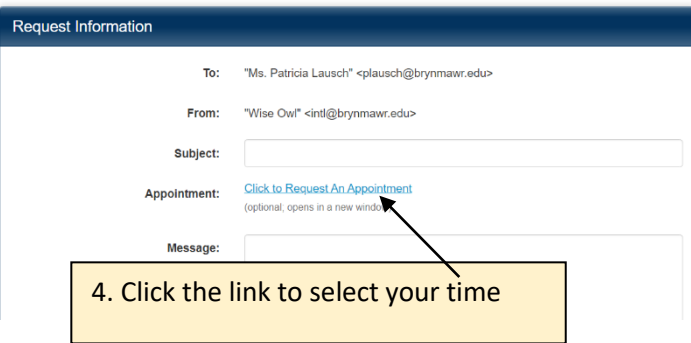 Request Information
To: "Ms. Patricia Lausch" <plausch@brynmawr.edu>
From: "Wise Owl" <intl@brynmawr.edu>
Subject:
Appointment: Click to Request An Appointment
(optional; opens in a new window)
Message:
4. Click the link to select your time